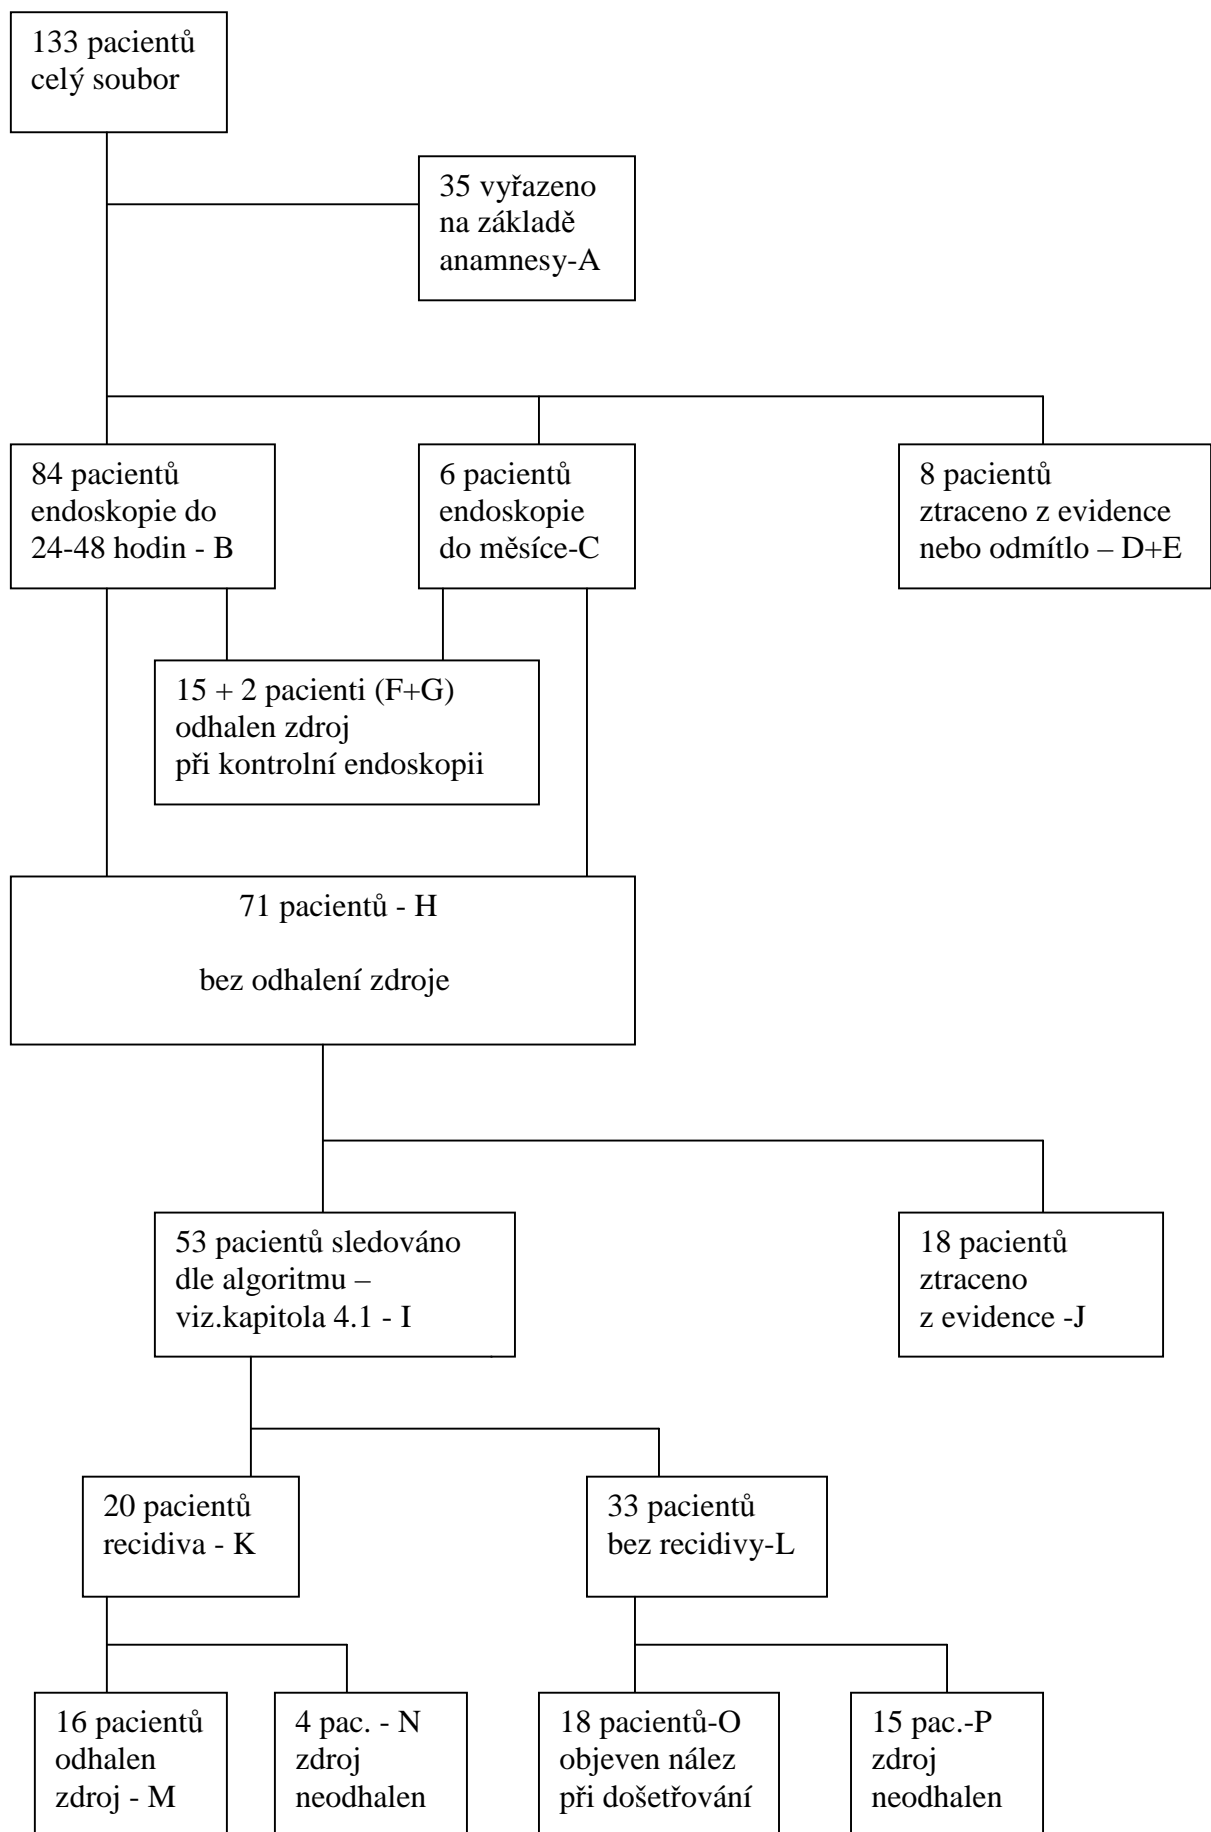 133 pacientů
celý soubor
35 vyřazeno
na základě
anamnesy-A
84 pacientů
endoskopie do
24-48 hodin - B
6 pacientů
endoskopie
do měsíce-C
8 pacientů
ztraceno z evidence
nebo odmítlo – D+E
15 + 2 pacienti (F+G)
odhalen zdroj
při kontrolní endoskopii
71 pacientů - H
bez odhalení zdroje
53 pacientů sledováno
dle algoritmu –
viz.kapitola 4.1 - I
18 pacientů
ztraceno
z evidence -J
20 pacientů
recidiva - K
33 pacientů
bez recidivy-L
16 pacientů
odhalen
zdroj - M
4 pac. - N
zdroj
neodhalen
18 pacientů-O
objeven nález
při došetřování
15 pac.-P
zdroj
neodhalen